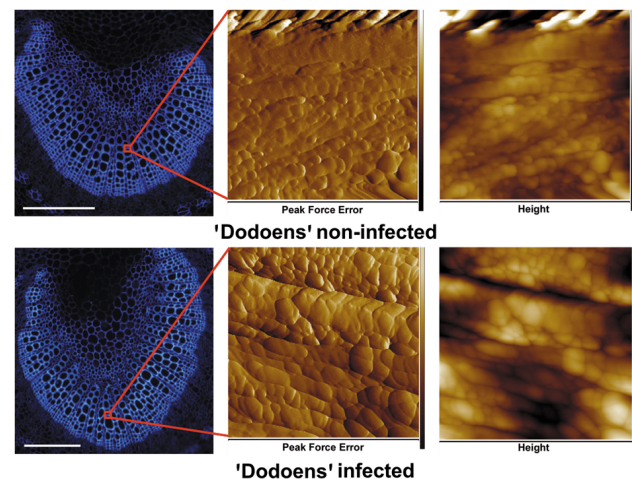 Peak Force Error
Height
'Dodoens' non-infected
Peak Force Error
Height
'Dodoens' infected